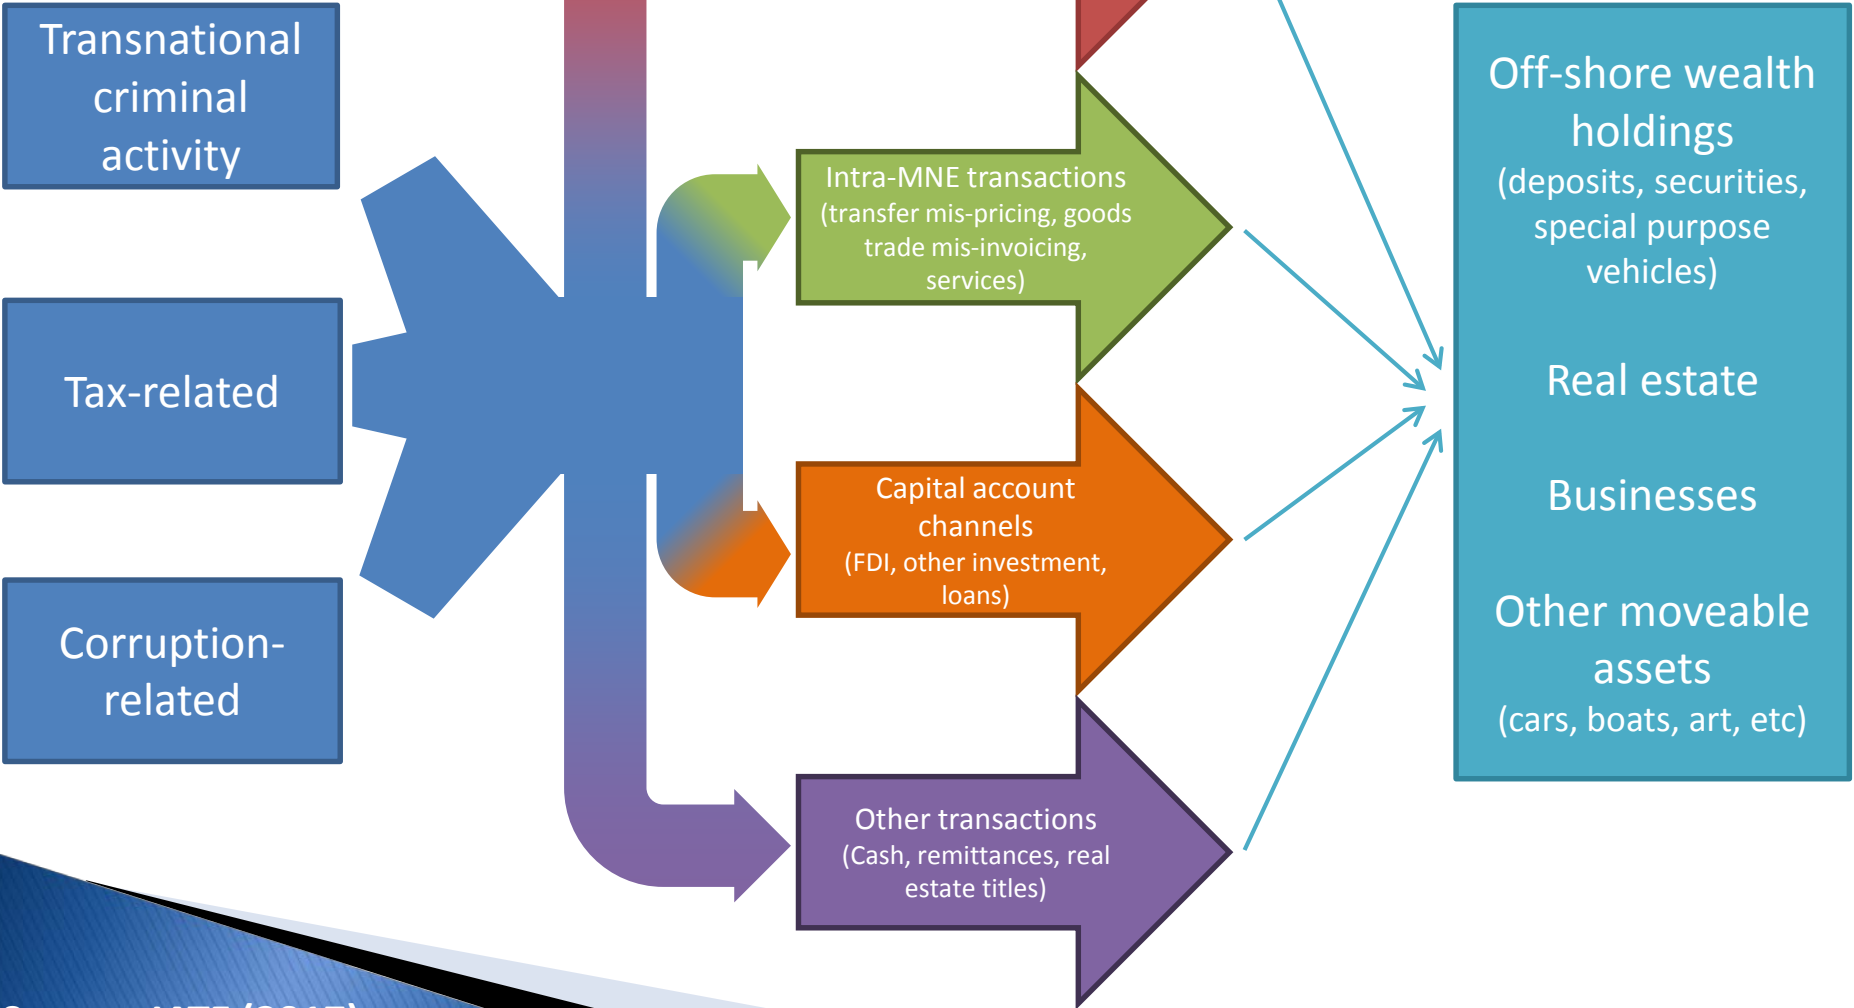 Transnational
criminal
activity
Tax-related
Corruption-
related
Intra-MNE transactions
(transfer mis-pricing, goods
trade mis-invoicing,
services)
Capital account
channels
(FDI, other investment,
loans)
Other transactions
(Cash, remittances, real
estate titles)
Off-shore wealth
holdings
(deposits, securities,
special purpose
vehicles)
Real estate
Businesses
Other moveable
assets
(cars, boats, art, etc)